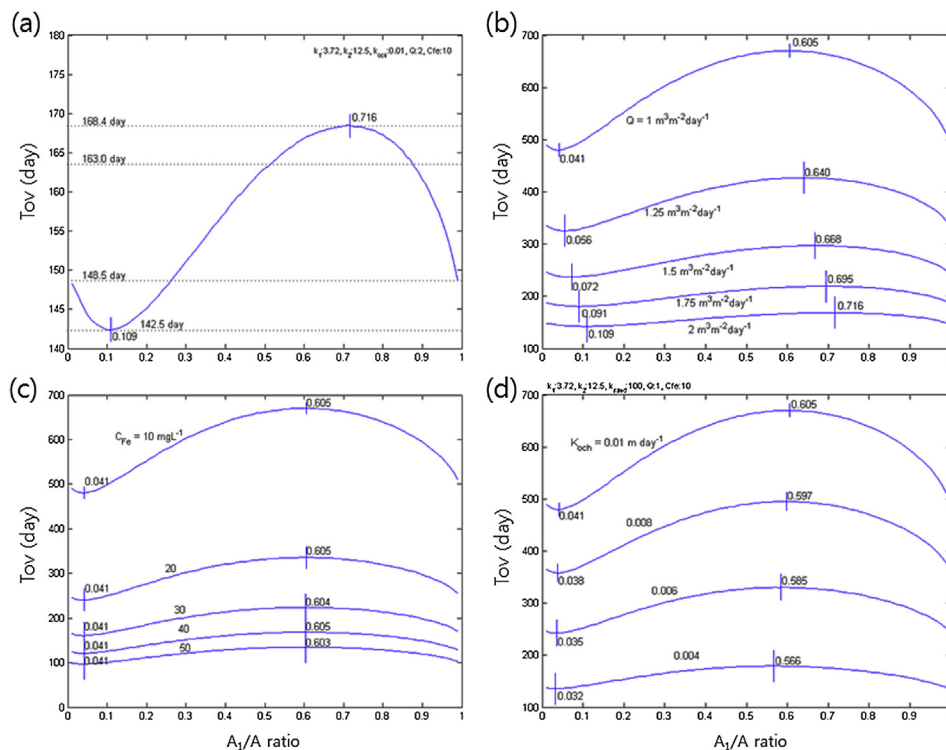 (a)
k1:3.72, k2:12.5, koch:0.01, Q:2, Cfe:10
180
175
170
165
160
155
150
145
140
168.4 day
163.0 day
148.5 day
142.5 day
0.716
0.109
Tov (day)
0 0.1 0.2 0.3 0.4 0.5 0.6 0.7 0.8 0.9 1
(b)
700
600
500
400
300
200
100
0.605
Q = 1 m³m⁻²day⁻¹
0.041
0.640
1.25 m³m⁻²day⁻¹
0.056
0.668
1.5 m³m⁻²day⁻¹
0.072
0.695
1.75 m³m⁻²day⁻¹
0.091
0.716
2 m³m⁻²day⁻¹
0.109
Tov (day)
0 0.1 0.2 0.3 0.4 0.5 0.6 0.7 0.8 0.9
(c)
700
600
500
400
300
200
100
0
0.605
CFe = 10 mgL⁻¹
0.041
0.605
20
0.041
0.604
30
0.041
0.605
40
0.041
0.603
50
0.041
Tov (day)
0 0.1 0.2 0.3 0.4 0.5 0.6 0.7 0.8 0.9 1
A₁/A ratio
(d)
700
600
500
400
300
200
100
0.605
Koch = 0.01 m day⁻¹
0.041
0.597
0.008
0.038
0.585
0.006
0.035
0.566
0.004
0.032
Tov (day)
0 0.1 0.2 0.3 0.4 0.5 0.6 0.7 0.8 0.9
A₁/A ratio